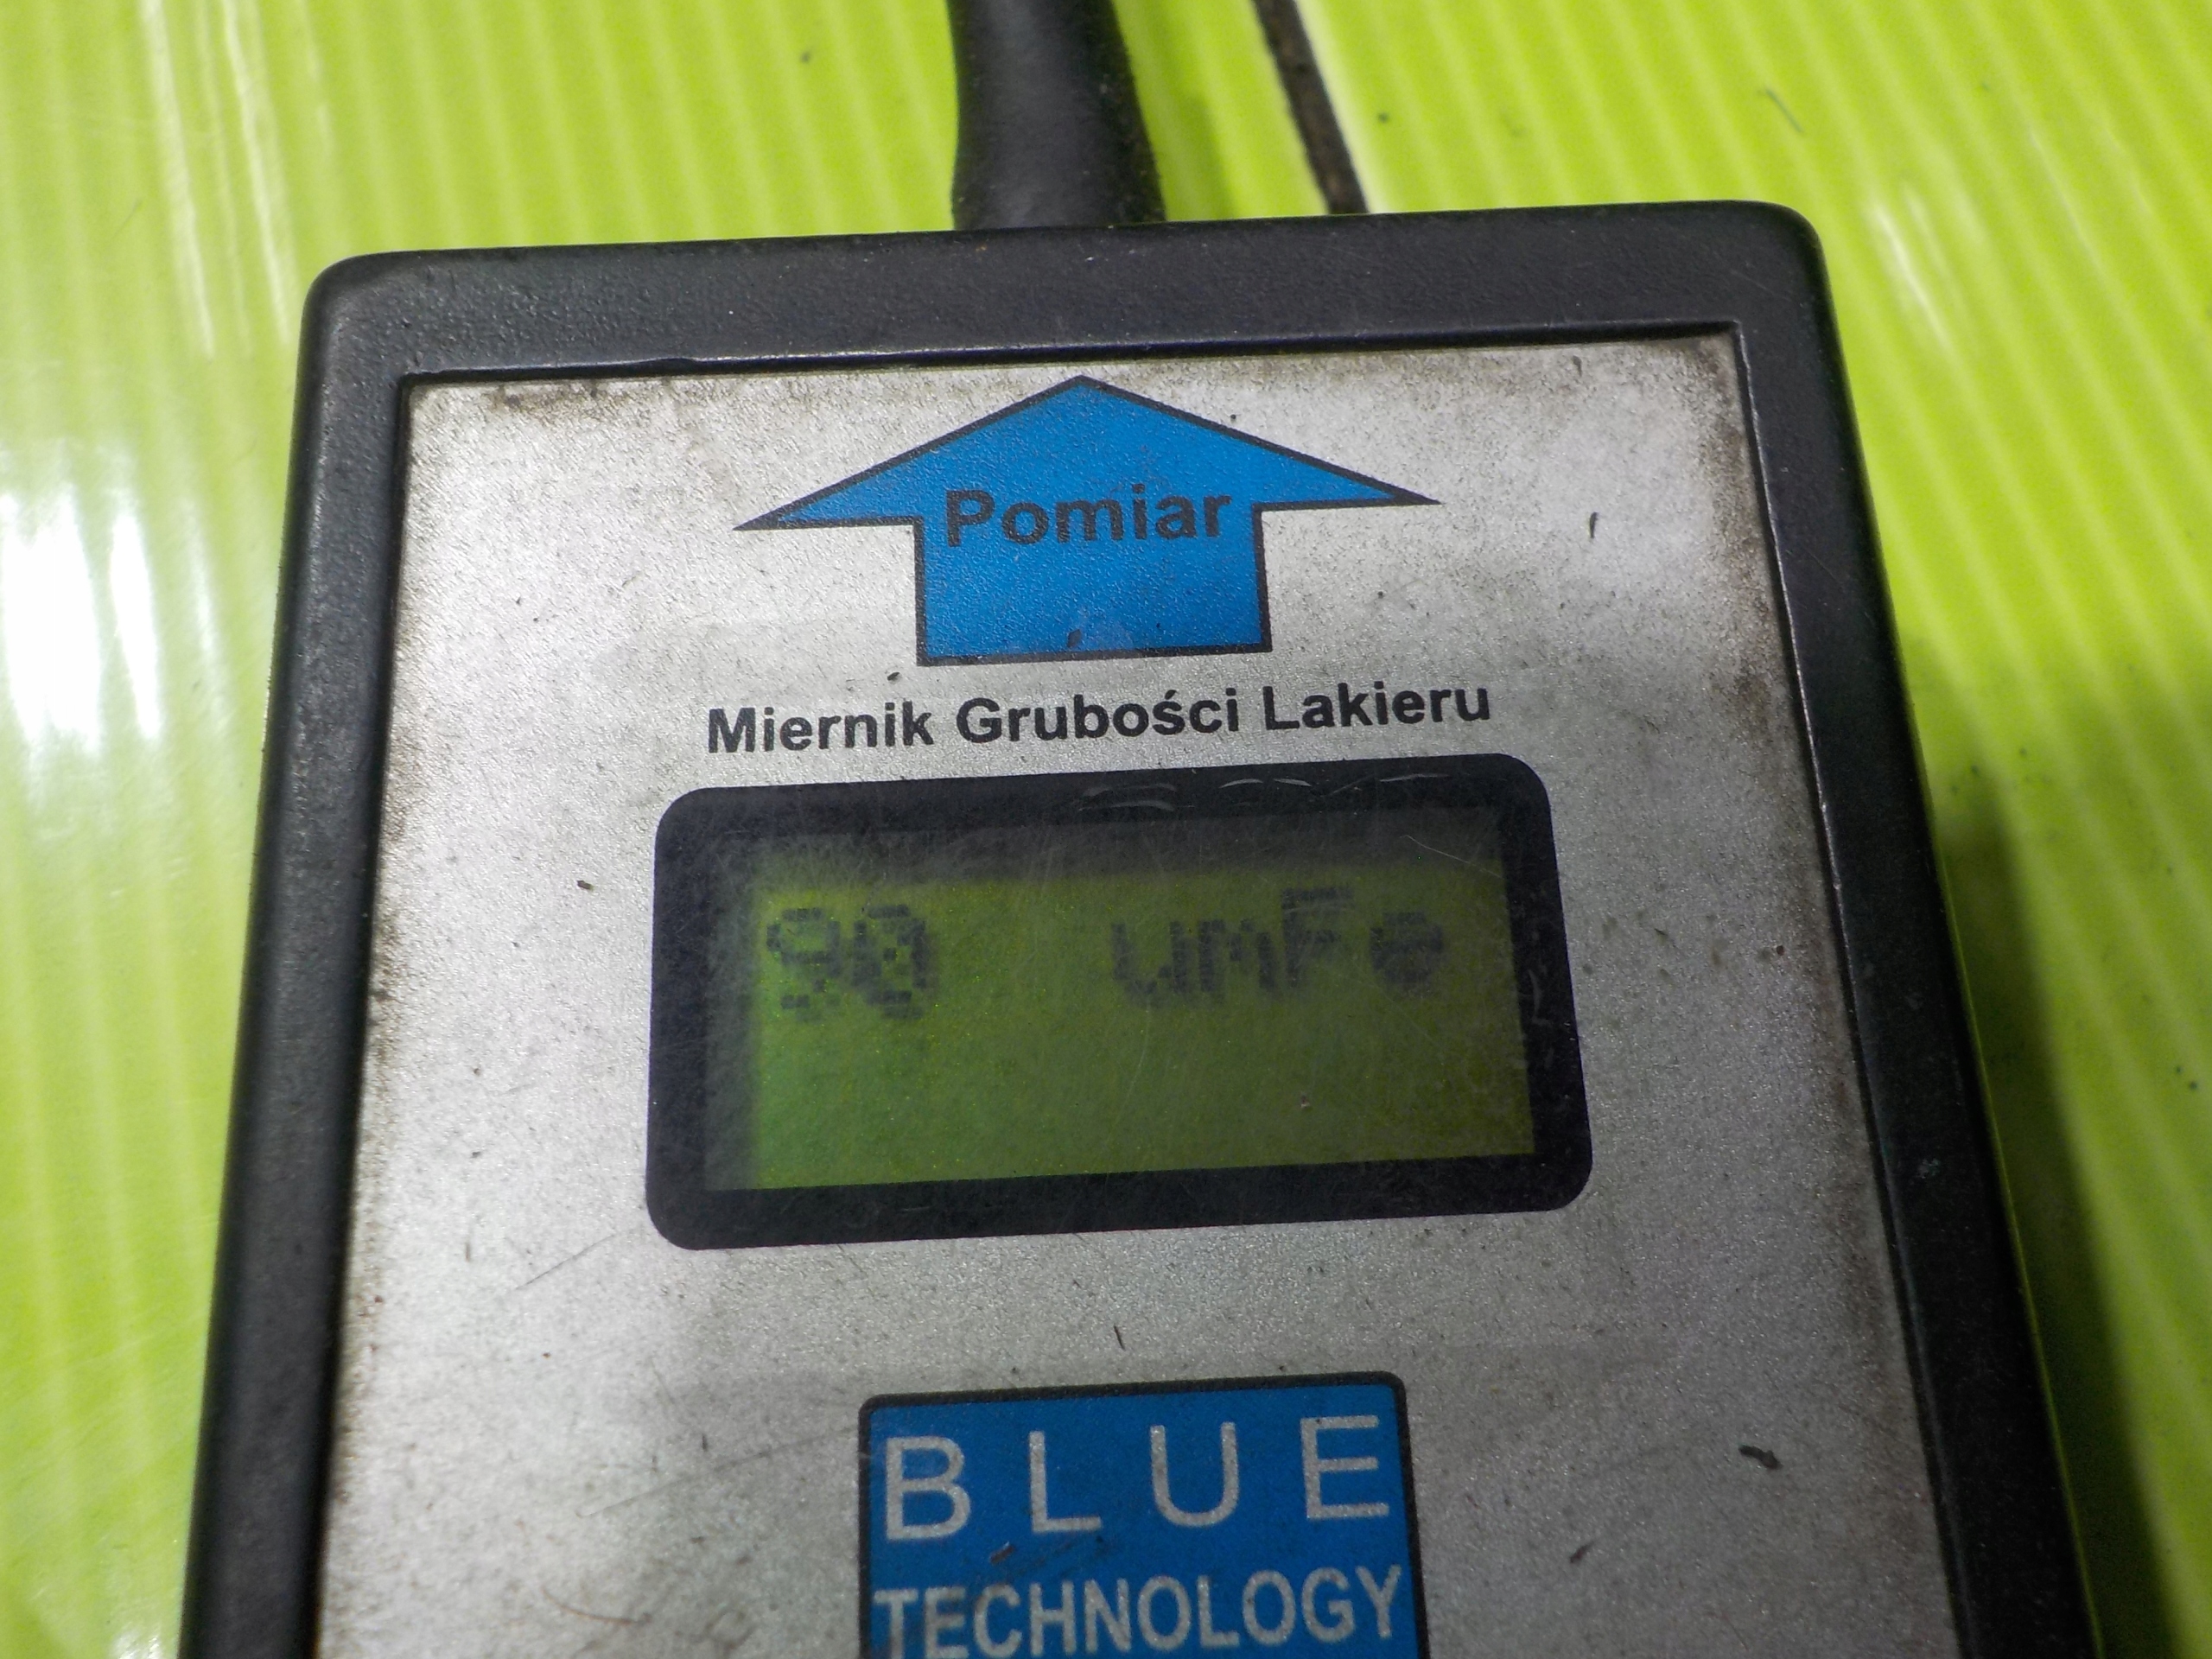 Pomiar
Miernik Grubości Lakieru
90 umFe
BLUE
TECHNOLOGY